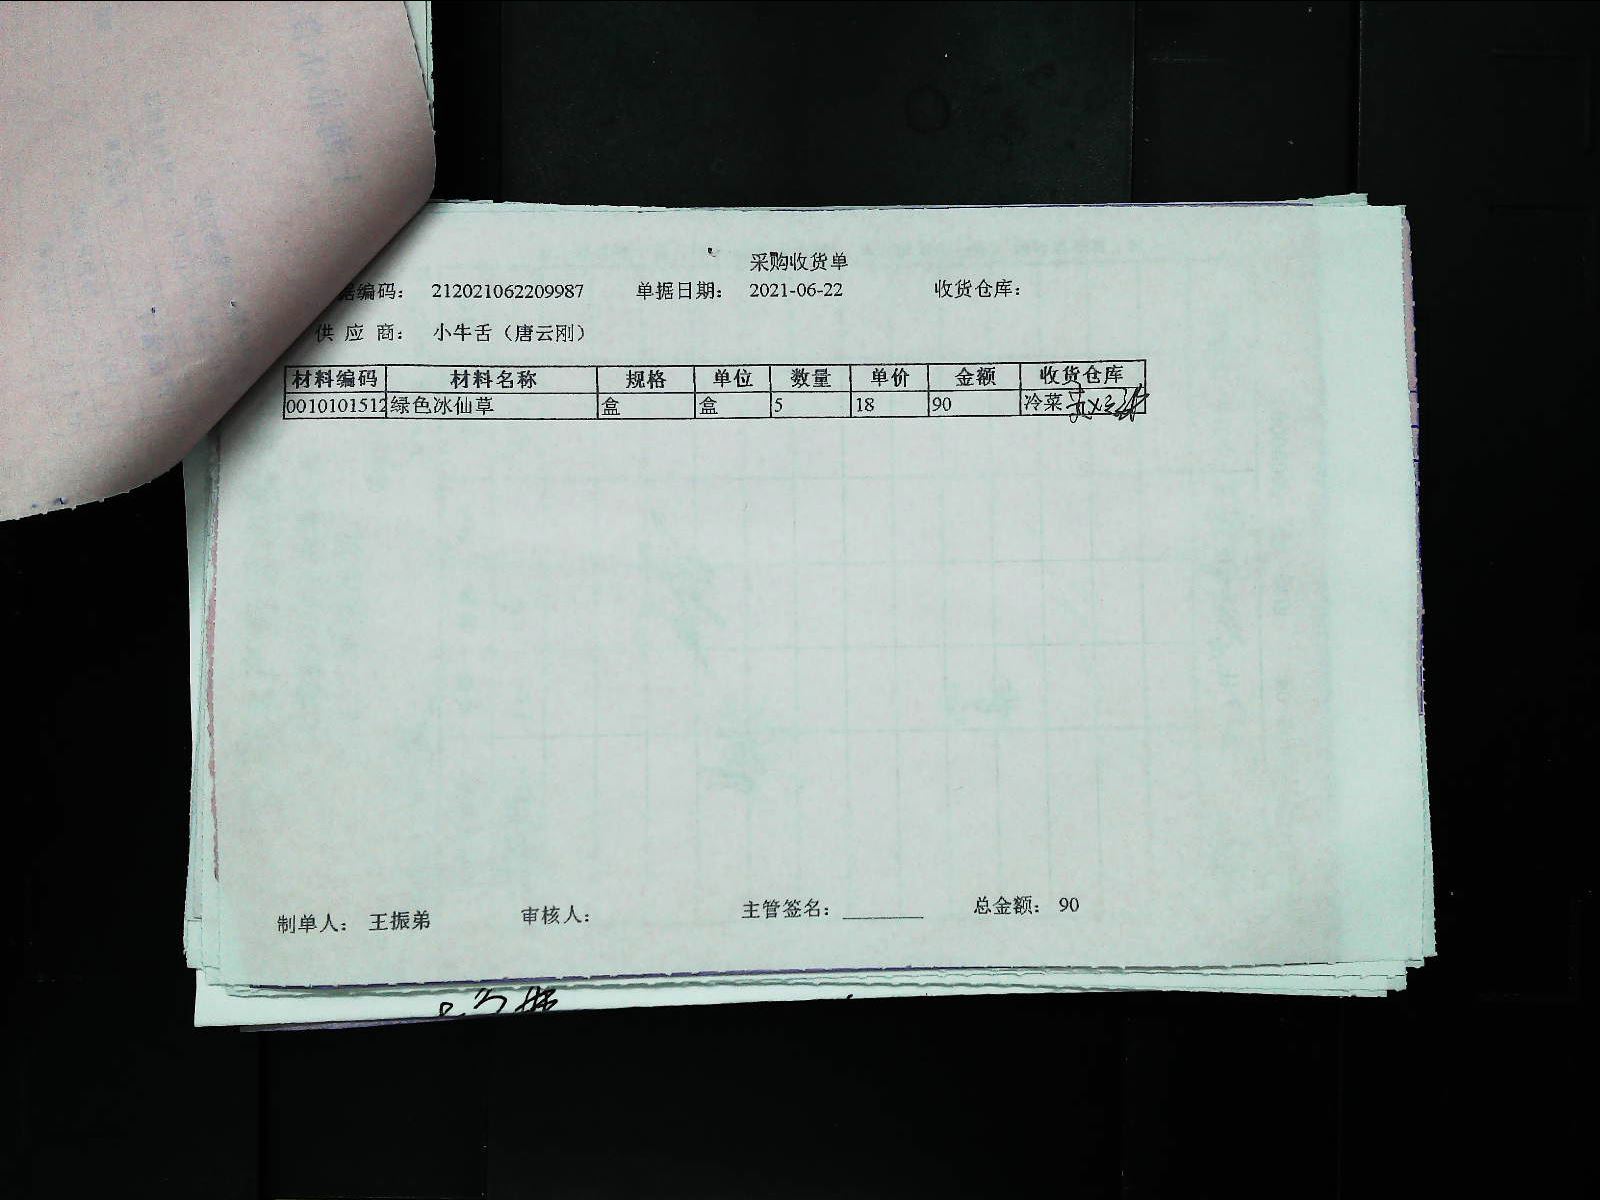 采购收货单
据编码： 212021062209987 单据日期： 2021-06-22 收货仓库：
供 应 商： 小牛舌（唐云刚）
材料编码 材料名称 规格 单位 数量 单价 金额 收货仓库
0010101512 绿色冰仙草 盒 盒 5 18 90 冷菜
制单人： 王振弟 审核人： 主管签名： 总金额： 90